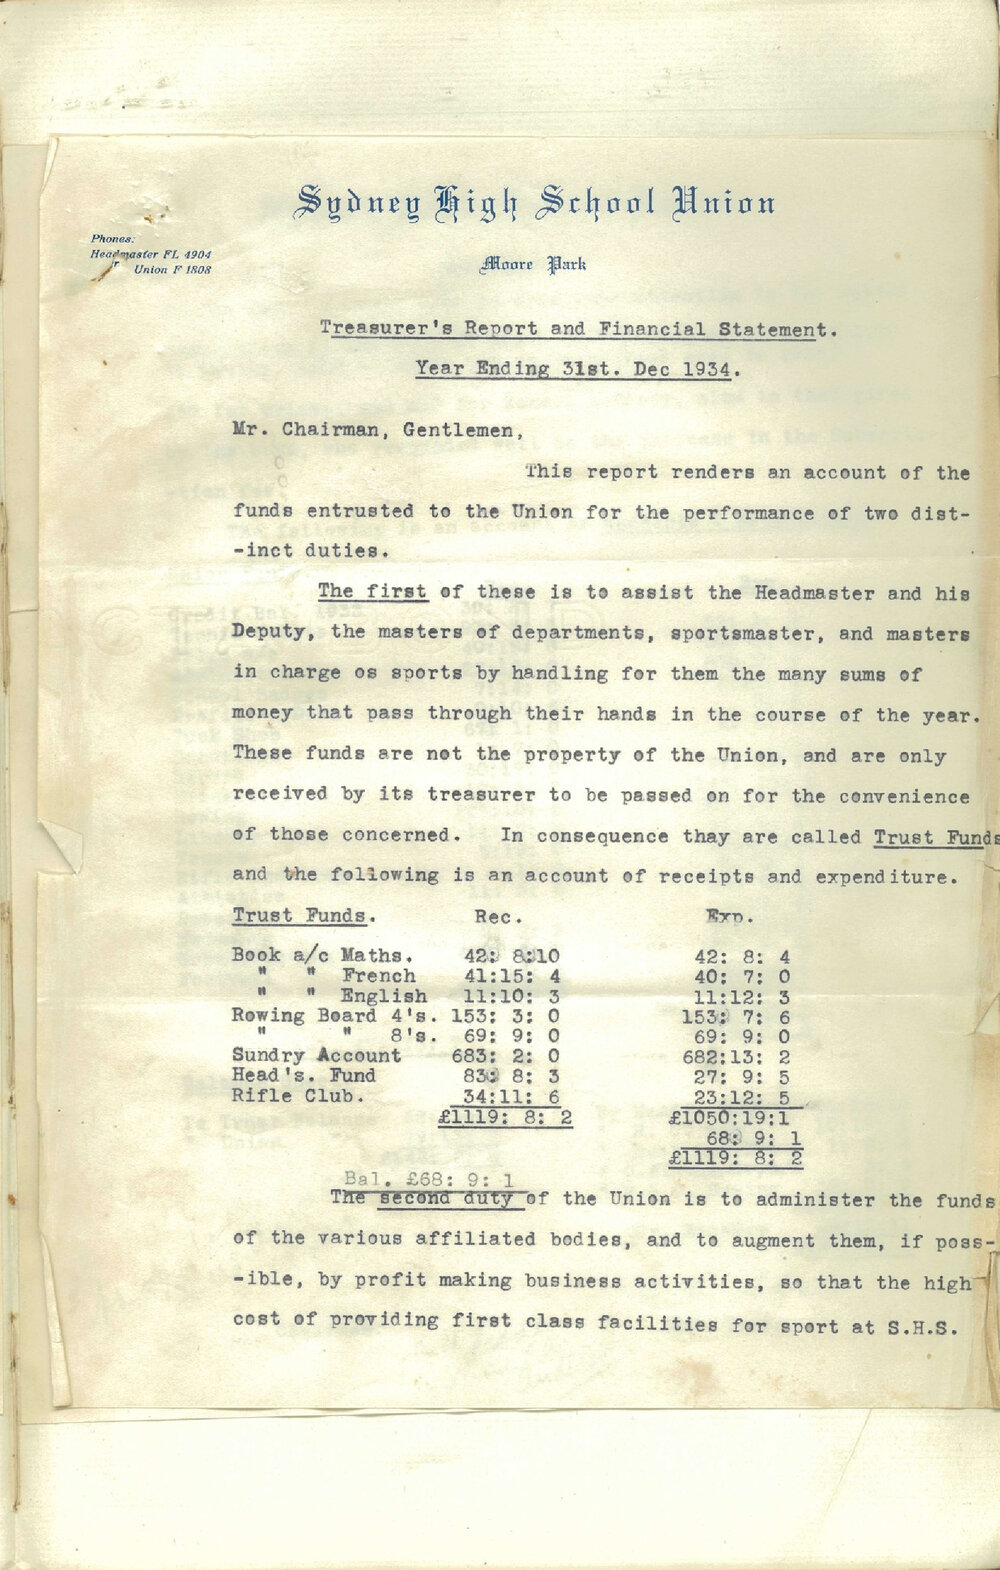 Sydney High School Union
Phones:
Headmaster FL 4904
Union F 1808
Moore Park
Treasurer's Report and Financial Statement.
Year Ending 31st. Dec 1934.
Mr. Chairman, Gentlemen,
This report renders an account of the
funds entrusted to the Union for the performance of two dist-
-inct duties.
The first of these is to assist the Headmaster and his
Deputy, the masters of departments, sportsmaster, and masters
in charge os sports by handling for them the many sums of
money that pass through their hands in the course of the year.
These funds are not the property of the Union, and are only
received by its treasurer to be passed on for the convenience
of those concerned. In consequence thay are called Trust Funds
and the following is an account of receipts and expenditure.
Trust Funds. Rec. Exp.
Book a/c Maths. 42: 8:10 42: 8: 4
" " French 41:15: 4 40: 7: 0
" " English 11:10: 3 11:12: 3
Rowing Board 4's. 153: 3: 0 153: 7: 6
" " 8's. 69: 9: 0 69: 9: 0
Sundry Account 683: 2: 0 682:13: 2
Head's. Fund 83: 8: 3 27: 9: 5
Rifle Club. 34:11: 6 23:12: 5
£1119: 8: 2 £1050:19:1
68: 9: 1
£1119: 8: 2
Bal. £68: 9: 1
The second duty of the Union is to administer the funds
of the various affiliated bodies, and to augment them, if poss-
-ible, by profit making business activities, so that the high
cost of providing first class facilities for sport at S.H.S.